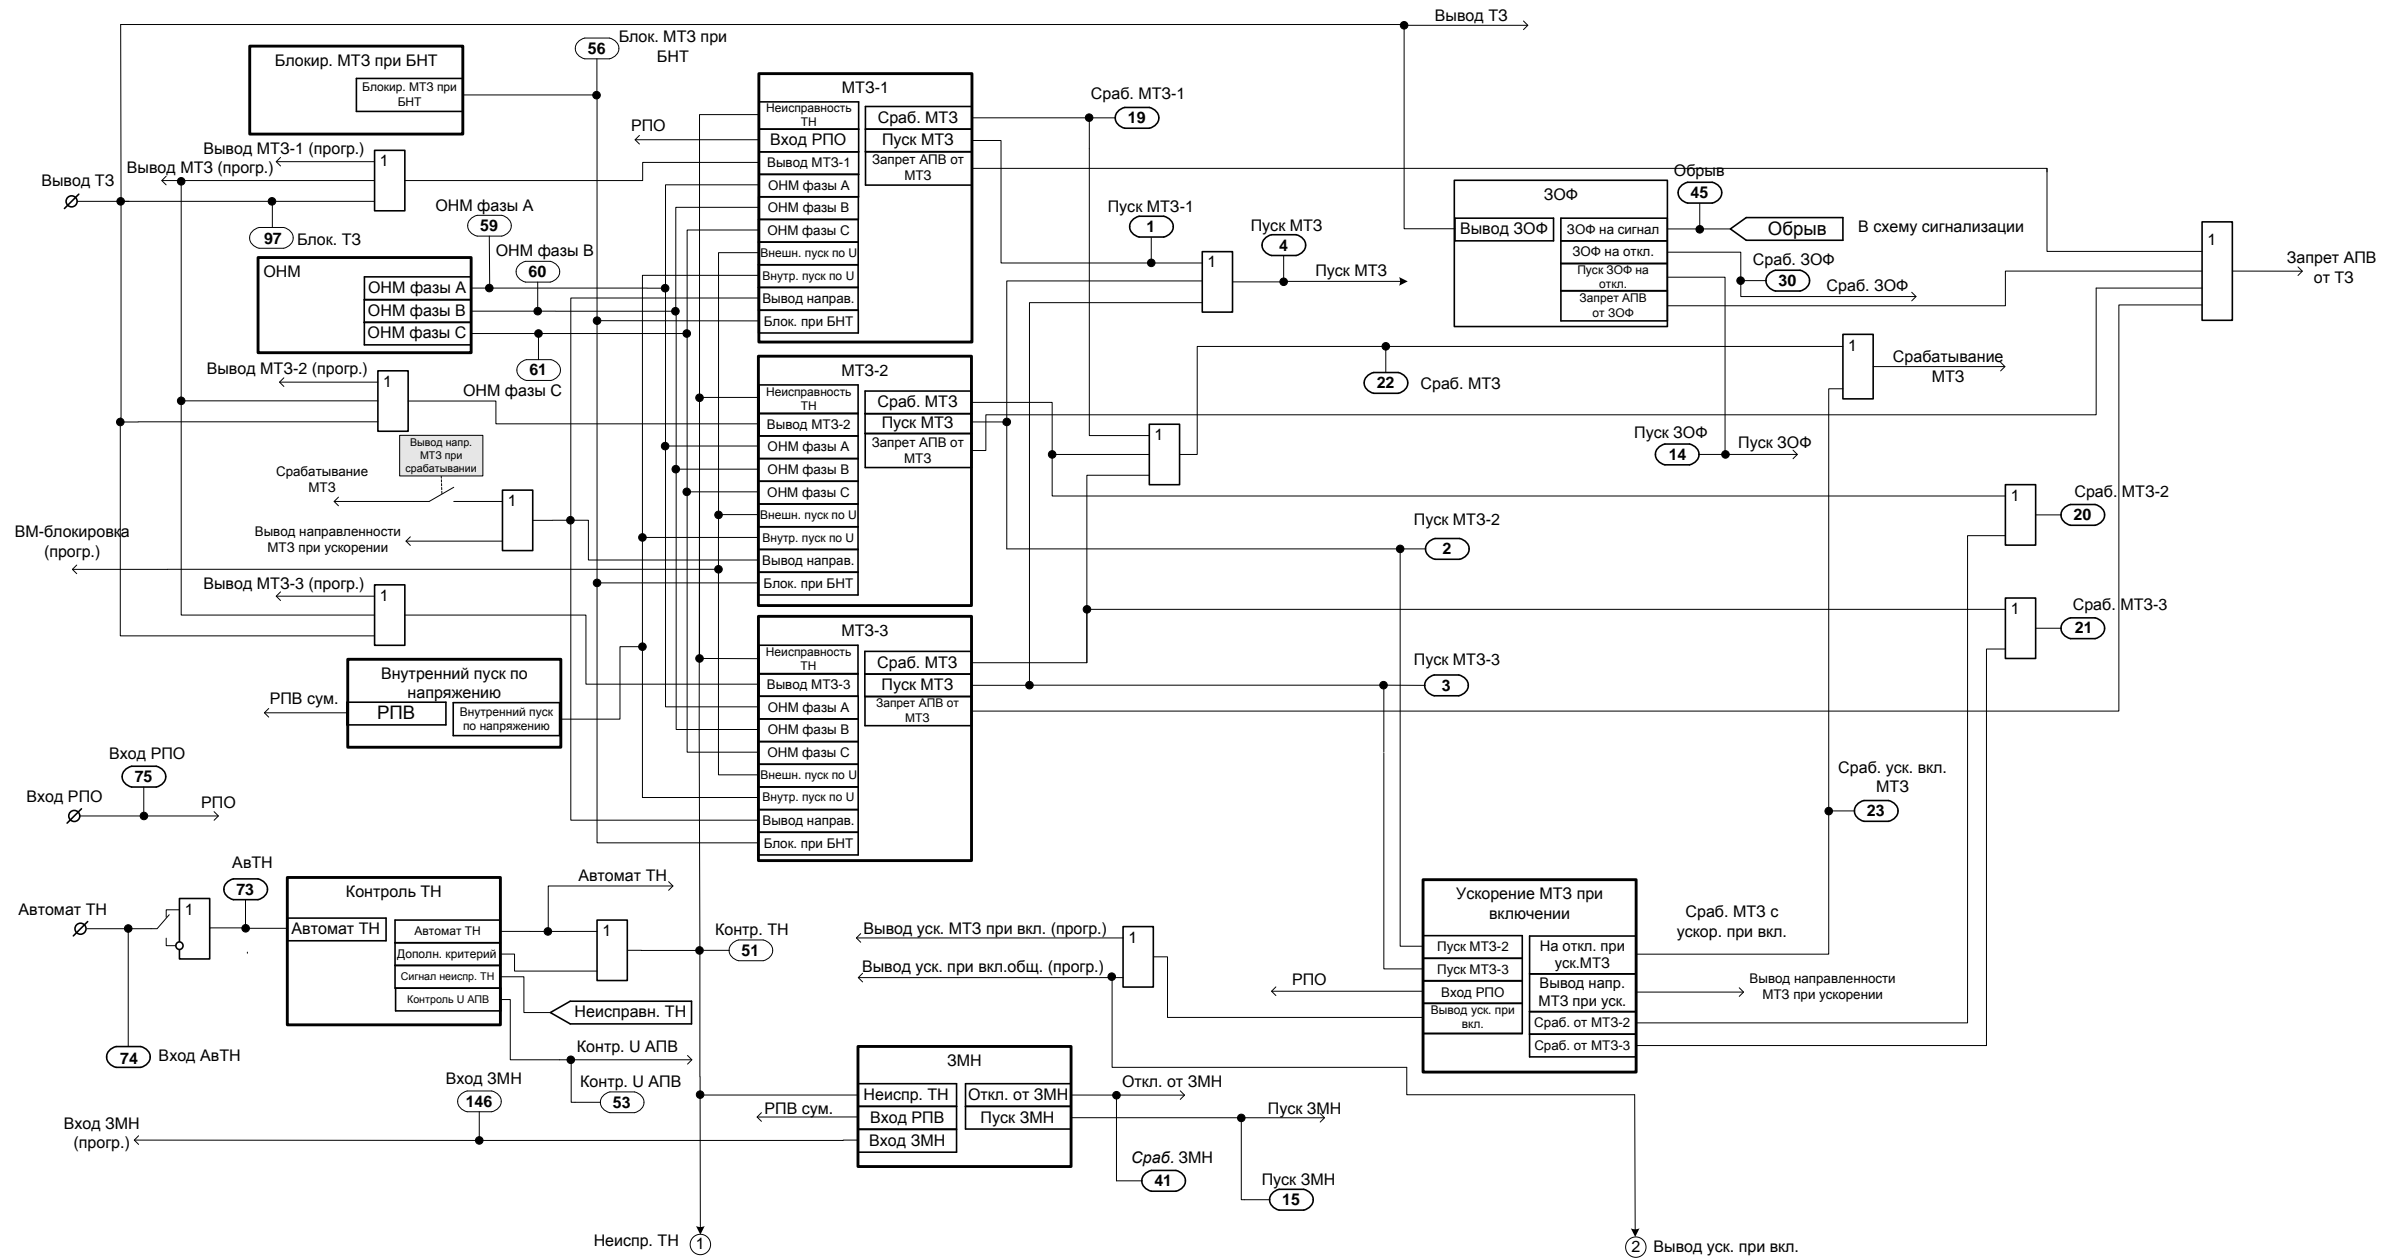 Вывод ТЗ
Блокир. МТЗ при БНТ
Блокир. МТЗ при
БНТ
56
Блок. МТЗ при
БНТ
Вывод МТЗ-1 (прогр.)
Вывод МТЗ (прогр.)
1
Вывод ТЗ
97
Блок. ТЗ
РПО
ОНМ фазы А
59
ОНМ фазы В
60
ОНМ
ОНМ фазы А
ОНМ фазы В
ОНМ фазы С
61
ОНМ фазы С
МТЗ-1
Неисправность
ТН
Вход РПО
Вывод МТЗ-1
ОНМ фазы А
ОНМ фазы В
ОНМ фазы С
Внешн. пуск по U
Внутр. пуск по U
Вывод направ.
Блок. при БНТ
Сраб. МТЗ
Пуск МТЗ
Запрет АПВ от
МТЗ
Сраб. МТЗ-1
19
Пуск МТЗ-1
1
1
Пуск МТЗ
4
Пуск МТЗ
ЗОФ
Вывод ЗОФ
ЗОФ на сигнал
ЗОФ на откл.
Пуск ЗОФ на
откл.
Запрет АПВ
от ЗОФ
Обрыв
45
Обрыв
В схему сигнализации
Сраб. ЗОФ
30
Сраб. ЗОФ
1
Запрет АПВ
от ТЗ
Вывод МТЗ-2 (прогр.)
1
Вывод напр.
МТЗ при
срабатывании
Срабатывание
МТЗ
1
Вывод направленности
МТЗ при ускорении
ВМ-блокировка
(прогр.)
МТЗ-2
Неисправность
ТН
Вывод МТЗ-2
ОНМ фазы А
ОНМ фазы В
ОНМ фазы С
Внешн. пуск по U
Внутр. пуск по U
Вывод направ.
Блок. при БНТ
Сраб. МТЗ
Пуск МТЗ
Запрет АПВ от
МТЗ
1
22
Сраб. МТЗ
1
Срабатывание
МТЗ
Пуск ЗОФ
14
Пуск ЗОФ
1
Сраб. МТЗ-2
20
Пуск МТЗ-2
2
Вывод МТЗ-3 (прогр.)
1
1
Сраб. МТЗ-3
21
МТЗ-3
Неисправность
ТН
Вывод МТЗ-3
ОНМ фазы А
ОНМ фазы В
ОНМ фазы С
Внешн. пуск по U
Внутр. пуск по U
Вывод направ.
Блок. при БНТ
Сраб. МТЗ
Пуск МТЗ
Запрет АПВ от
МТЗ
Пуск МТЗ-3
3
Внутренний пуск по
напряжению
РПВ
Внутренний пуск
по напряжению
РПВ сум.
Вход РПО
75
Вход РПО
РПО
Сраб. уск. вкл.
МТЗ
23
АвТН
73
Автомат ТН
1
74
Вход АвТН
Контроль ТН
Автомат ТН
Автомат ТН
Дополн. критерий
Сигнал неиспр. ТН
Контроль U АПВ
Автомат ТН
1
Неисправн. ТН
Контр. ТН
51
Контр. U АПВ
Контр. U АПВ
53
Вывод уск. МТЗ при вкл. (прогр.)
Вывод уск. при вкл.общ. (прогр.)
1
РПО
Ускорение МТЗ при
включении
Пуск МТЗ-2
Пуск МТЗ-3
Вход РПО
Вывод уск. при
вкл.
На откл. при
уск.МТЗ
Вывод напр.
МТЗ при уск.
Сраб. от МТЗ-2
Сраб. от МТЗ-3
Сраб. МТЗ с
ускор. при вкл.
Вывод направленности
МТЗ при ускорении
Вход ЗМН
146
Вход ЗМН
(прогр.)
РПВ сум.
ЗМН
Неиспр. ТН
Вход РПВ
Вход ЗМН
Откл. от ЗМН
Пуск ЗМН
Откл. от ЗМН
Пуск ЗМН
Сраб. ЗМН
41
Пуск ЗМН
15
Неиспр. ТН
1
2
Вывод уск. при вкл.